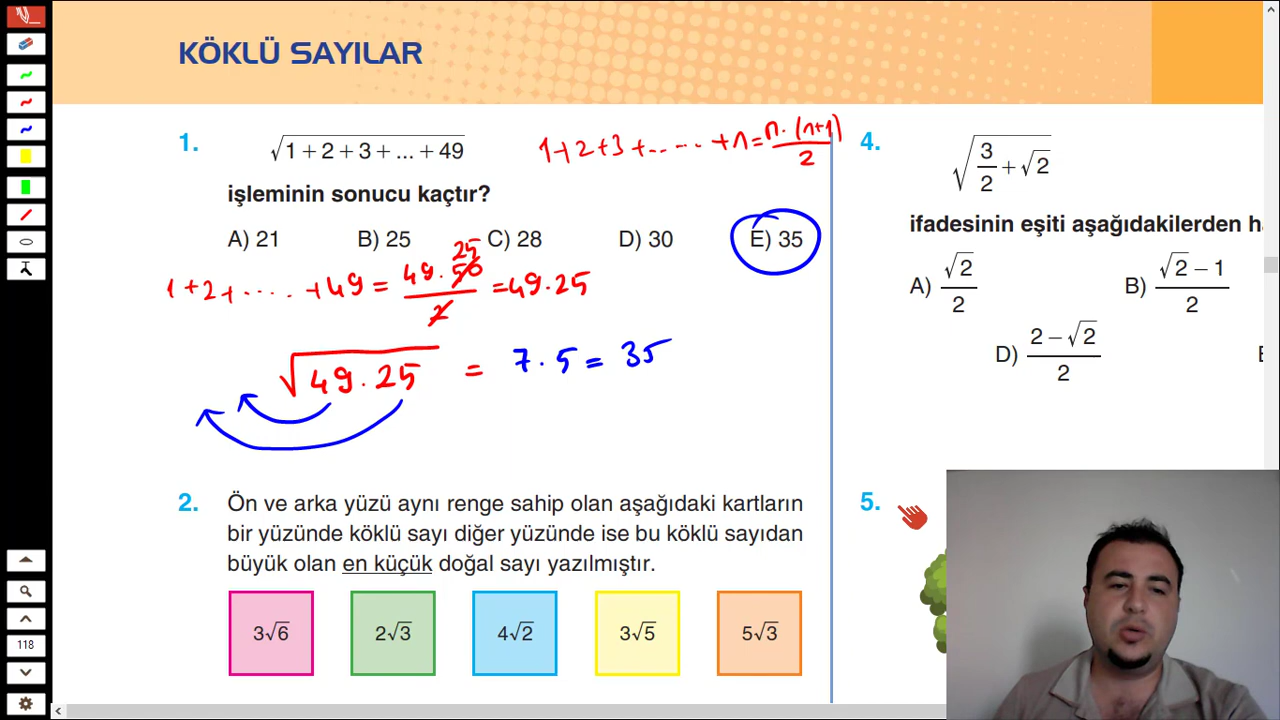 KÖKLÜ SAYILAR
1.
√1 + 2 + 3 + ... + 49
1+2+3+......+n=n.(n+1)/2
işleminin sonucu kaçtır?
A) 21 B) 25 C) 28 D) 30 E) 35
1+2+.....+49 = 49.50/2 25 =49.25
√49.25 = 7.5 = 35
2. Ön ve arka yüzü aynı renge sahip olan aşağıdaki kartların
bir yüzünde köklü sayı diğer yüzünde ise bu köklü sayıdan
büyük olan en küçük doğal sayı yazılmıştır.
3√6 2√3 4√2 3√5 5√3
4.
√3/2 + √2
ifadesinin eşiti aşağıdakilerden
A) √2/2 B) √2 – 1/2
D) 2 – √2/2
5.
118